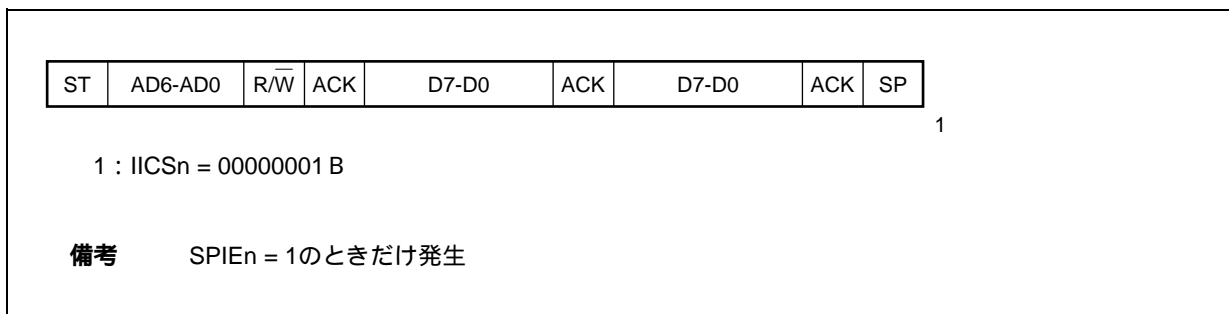 ST AD6-AD0 R/W̅ ACK D7-D0 ACK D7-D0 ACK SP
1
1：IICSn = 00000001 B
備考 SPIEn = 1のときだけ発生